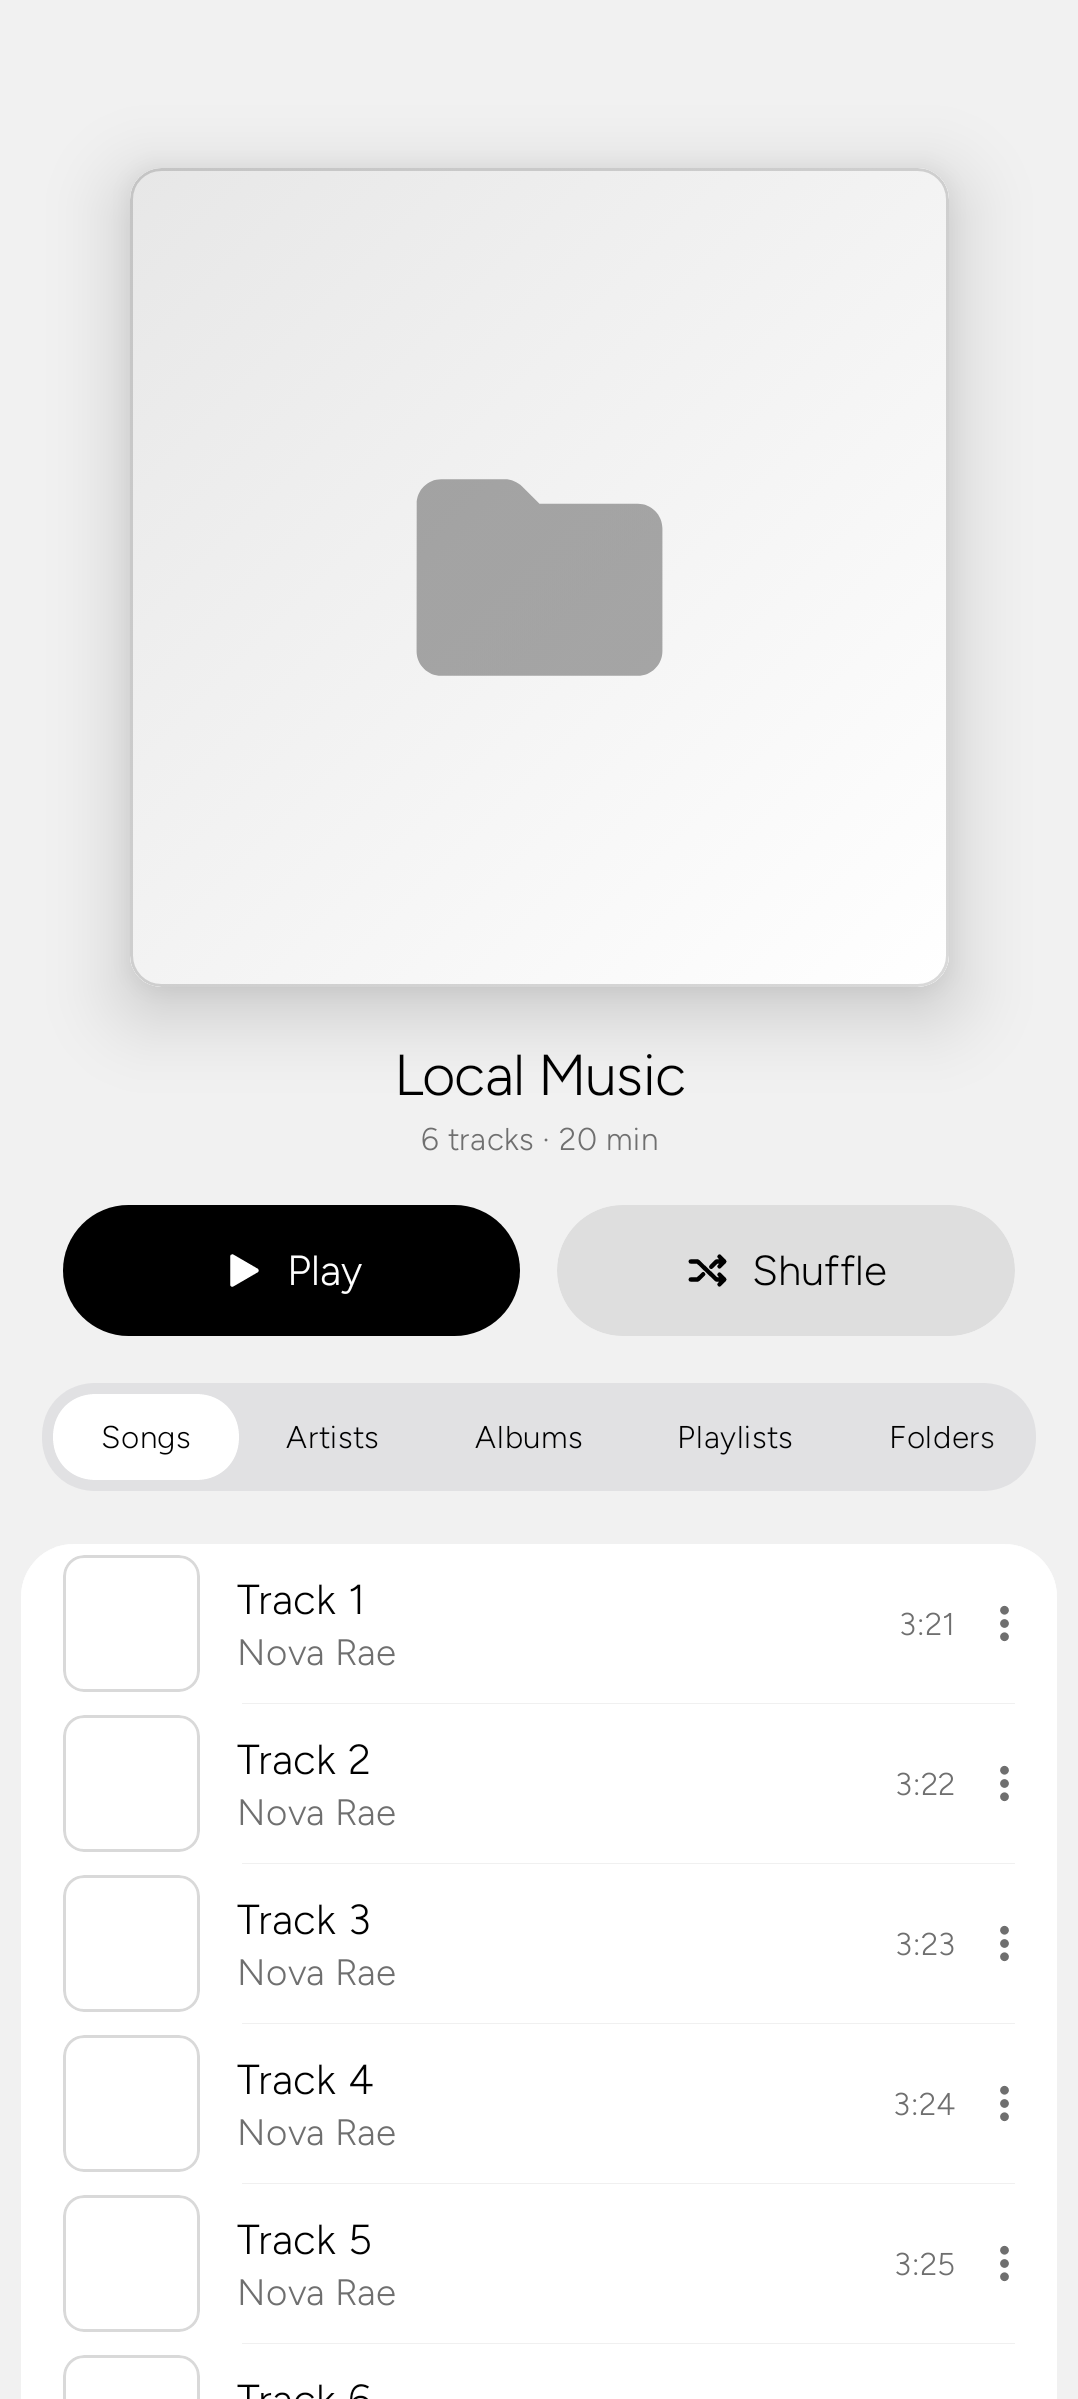 Local Music
6 tracks · 20 min
Play
Shuffle
Songs
Artists
Albums
Playlists
Folders
Track 1
Nova Rae
3:21
Track 2
Nova Rae
3:22
Track 3
Nova Rae
3:23
Track 4
Nova Rae
3:24
Track 5
Nova Rae
3:25
Track 6